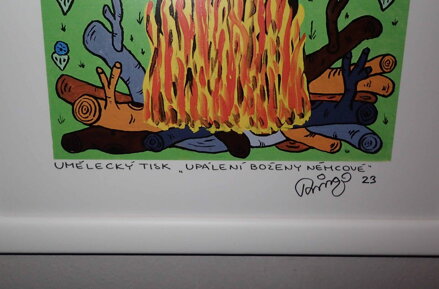 UMĚLECKÝ TISK „UPÁLENÍ BOŽENY NĚMCOVÉ"
23